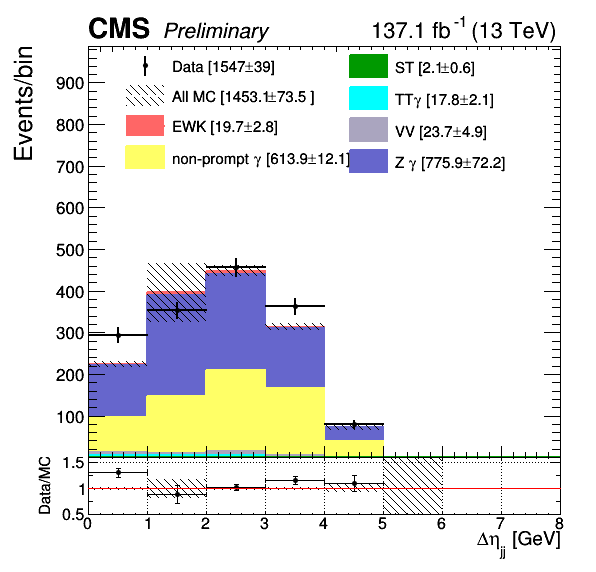 CMS Preliminary 137.1 fb⁻¹ (13 TeV)
Events/bin
Data [1547±39]
All MC [1453.1±73.5 ]
EWK [19.7±2.8]
non-prompt γ [613.9±12.1]
ST [2.1±0.6]
TTγ [17.8±2.1]
VV [23.7±4.9]
Z γ [775.9±72.2]
900
800
700
600
500
400
300
200
100
Data/MC
1.5
1
0.5
0 1 2 3 4 5 6 7 8
Δηjj [GeV]